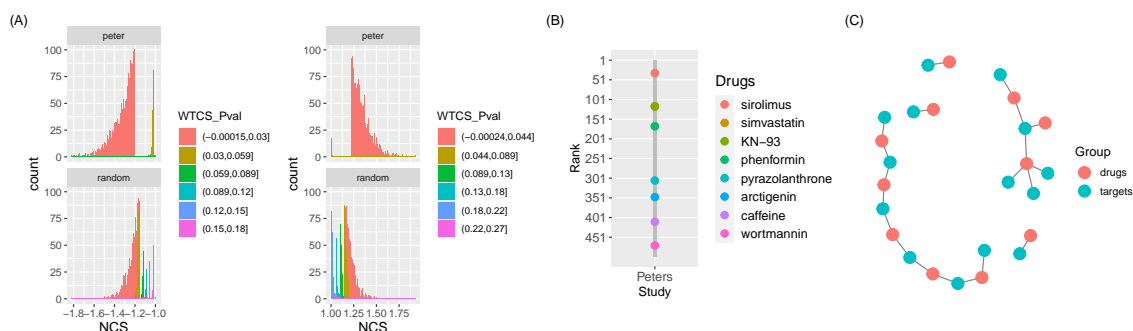 (A)
peter
100
75
50
25
0
random
100
75
50
25
0
count
−1.8−1.6−1.4−1.2−1.0
NCS
WTCS_Pval
(−0.00015,0.03]
(0.03,0.059]
(0.059,0.089]
(0.089,0.12]
(0.12,0.15]
(0.15,0.18]
peter
100
75
50
25
0
random
100
75
50
25
0
count
1.00 1.25 1.50 1.75
NCS
WTCS_Pval
(−0.00024,0.044]
(0.044,0.089]
(0.089,0.13]
(0.13,0.18]
(0.18,0.22]
(0.22,0.27]
(B)
Rank
1
51
101
151
201
251
301
351
401
451
Peters
Study
Drugs
sirolimus
simvastatin
KN−93
phenformin
pyrazolanthrone
arctigenin
caffeine
wortmannin
(C)
Group
drugs
targets